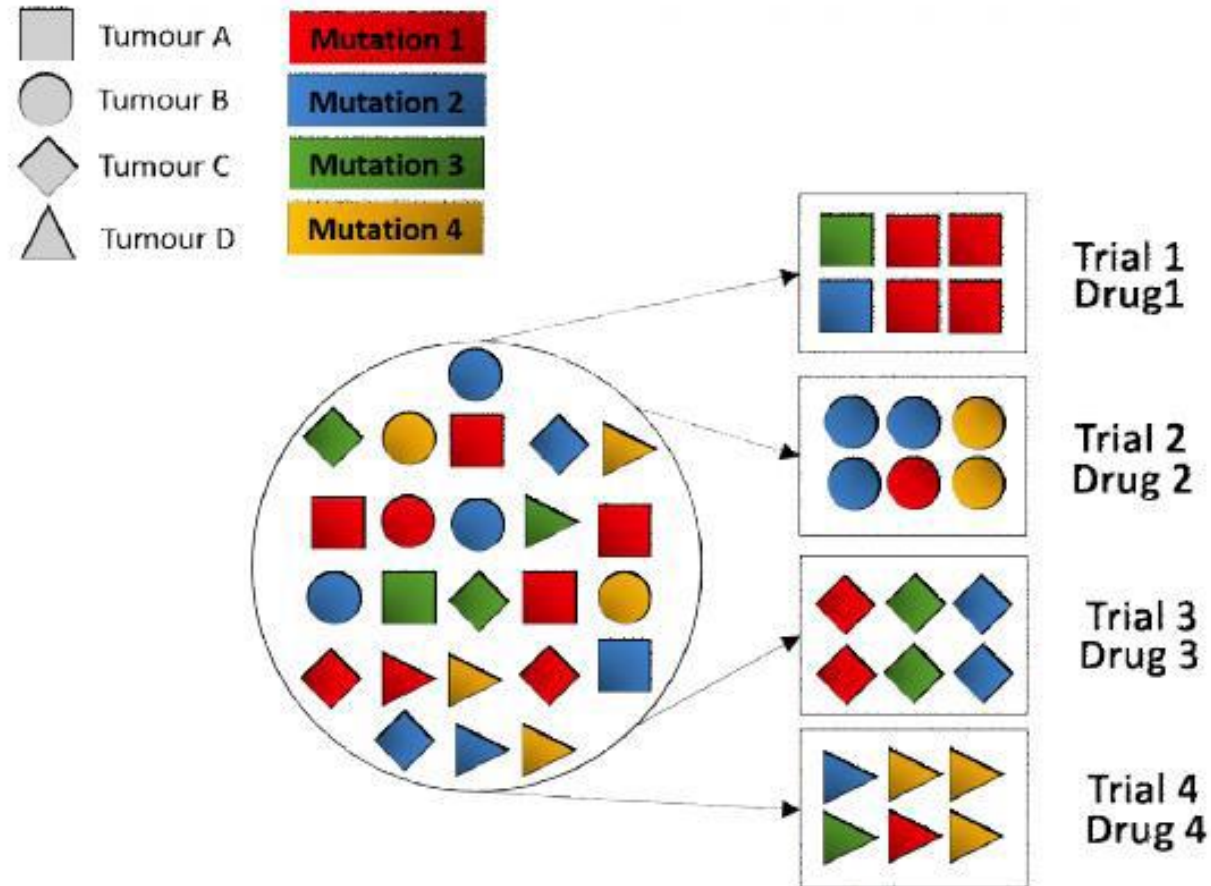 Tumour A
Mutation 1
Tumour B
Mutation 2
Tumour C
Mutation 3
Tumour D
Mutation 4
Trial 1
Drug1
Trial 2
Drug 2
Trial 3
Drug 3
Trial 4
Drug 4